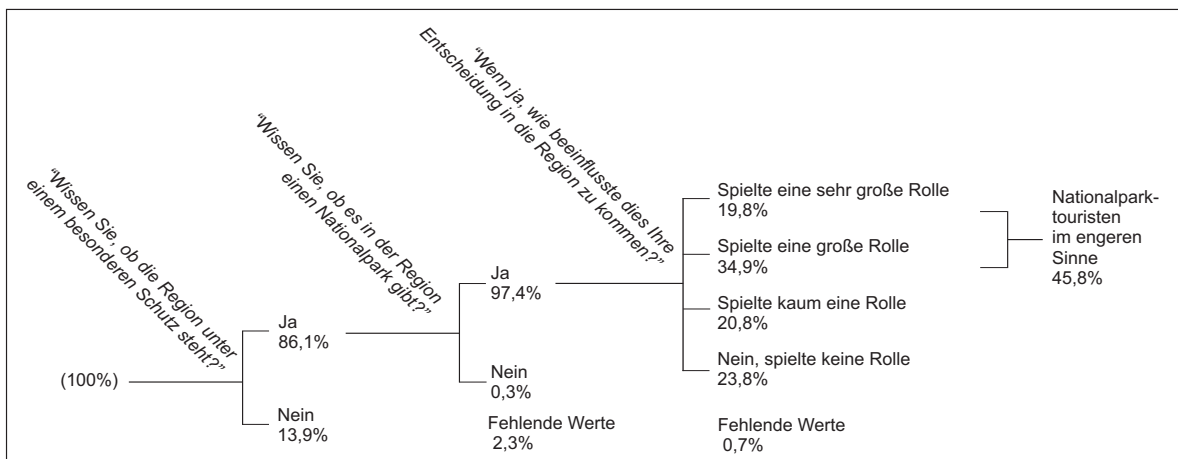 (100%)
“Wissen Sie, ob die Region unter
einem besonderen Schutz steht?”
Ja
86,1%
Nein
13,9%
“Wissen Sie, ob es in der Region
einen Nationalpark gibt?”
Ja
97,4%
Nein
0,3%
Fehlende Werte
2,3%
“Wenn ja, wie beeinflusste dies Ihre
Entscheidung in die Region zu kommen?”
Spielte eine sehr große Rolle
19,8%
Spielte eine große Rolle
34,9%
Spielte kaum eine Rolle
20,8%
Nein, spielte keine Rolle
23,8%
Fehlende Werte
0,7%
Nationalpark-
touristen
im engeren
Sinne
45,8%